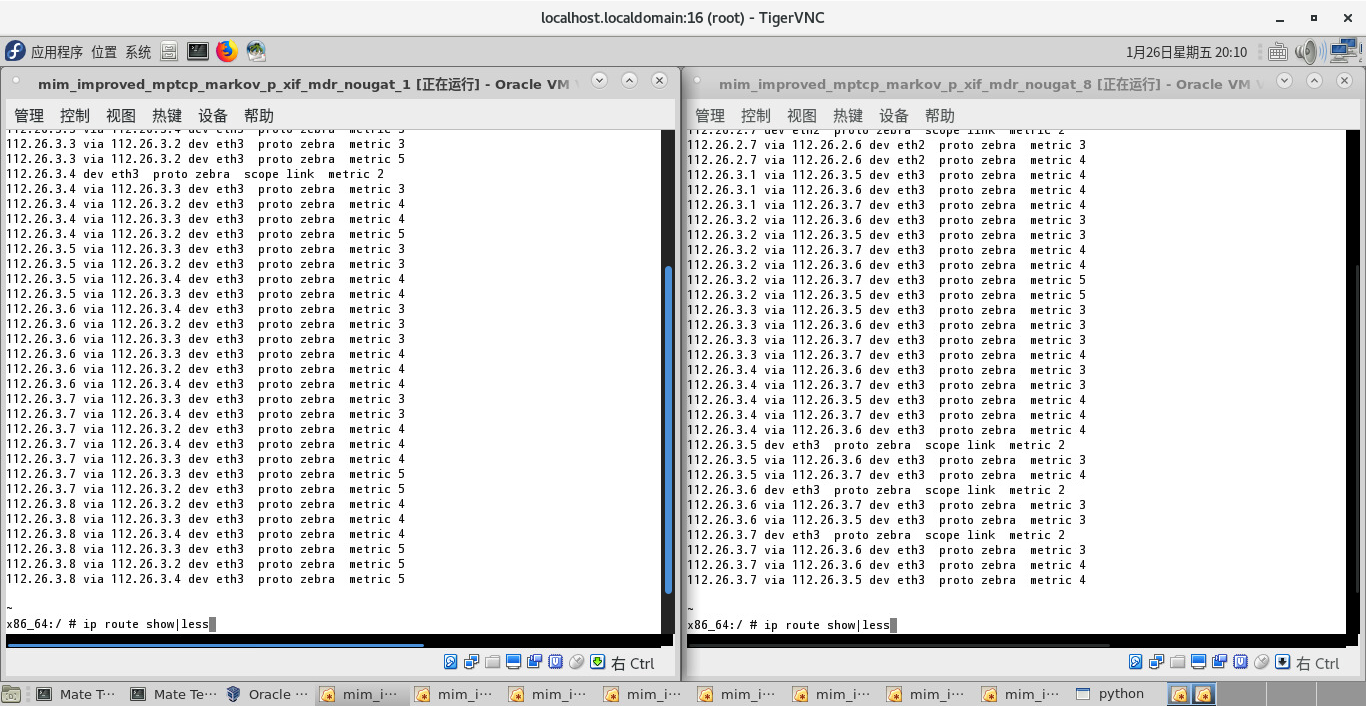 localhost.localdomain:16 (root) - TigerVNC
应用程序 位置 系统
1月26日星期五 20:10
mim_improved_mptcp_markov_p_xif_mdr_nougat_1 [正在运行] - Oracle VM
管理 控制 视图 热键 设备 帮助
112.26.3.3 via 112.26.3.4 dev eth3  proto zebra  metric 3
112.26.3.3 via 112.26.3.2 dev eth3  proto zebra  metric 3
112.26.3.3 via 112.26.3.2 dev eth3  proto zebra  metric 5
112.26.3.4 dev eth3  proto zebra  scope link  metric 2
112.26.3.4 via 112.26.3.3 dev eth3  proto zebra  metric 3
112.26.3.4 via 112.26.3.2 dev eth3  proto zebra  metric 4
112.26.3.4 via 112.26.3.3 dev eth3  proto zebra  metric 4
112.26.3.4 via 112.26.3.2 dev eth3  proto zebra  metric 5
112.26.3.5 via 112.26.3.3 dev eth3  proto zebra  metric 3
112.26.3.5 via 112.26.3.2 dev eth3  proto zebra  metric 3
112.26.3.5 via 112.26.3.4 dev eth3  proto zebra  metric 4
112.26.3.5 via 112.26.3.3 dev eth3  proto zebra  metric 4
112.26.3.6 via 112.26.3.4 dev eth3  proto zebra  metric 3
112.26.3.6 via 112.26.3.2 dev eth3  proto zebra  metric 3
112.26.3.6 via 112.26.3.3 dev eth3  proto zebra  metric 3
112.26.3.6 via 112.26.3.3 dev eth3  proto zebra  metric 4
112.26.3.6 via 112.26.3.2 dev eth3  proto zebra  metric 4
112.26.3.6 via 112.26.3.4 dev eth3  proto zebra  metric 4
112.26.3.7 via 112.26.3.3 dev eth3  proto zebra  metric 3
112.26.3.7 via 112.26.3.4 dev eth3  proto zebra  metric 3
112.26.3.7 via 112.26.3.2 dev eth3  proto zebra  metric 4
112.26.3.7 via 112.26.3.4 dev eth3  proto zebra  metric 4
112.26.3.7 via 112.26.3.3 dev eth3  proto zebra  metric 4
112.26.3.7 via 112.26.3.3 dev eth3  proto zebra  metric 5
112.26.3.7 via 112.26.3.2 dev eth3  proto zebra  metric 5
112.26.3.8 via 112.26.3.2 dev eth3  proto zebra  metric 4
112.26.3.8 via 112.26.3.3 dev eth3  proto zebra  metric 4
112.26.3.8 via 112.26.3.4 dev eth3  proto zebra  metric 4
112.26.3.8 via 112.26.3.3 dev eth3  proto zebra  metric 5
112.26.3.8 via 112.26.3.2 dev eth3  proto zebra  metric 5
112.26.3.8 via 112.26.3.4 dev eth3  proto zebra  metric 5
~
x86_64:/ # ip route show|less
右 Ctrl
mim_improved_mptcp_markov_p_xif_mdr_nougat_8 [正在运行] - Oracle VM
管理 控制 视图 热键 设备 帮助
112.26.2.7 dev eth2  proto zebra  scope link  metric 2
112.26.2.7 via 112.26.2.6 dev eth2  proto zebra  metric 3
112.26.2.7 via 112.26.2.6 dev eth2  proto zebra  metric 4
112.26.3.1 via 112.26.3.5 dev eth3  proto zebra  metric 4
112.26.3.1 via 112.26.3.6 dev eth3  proto zebra  metric 4
112.26.3.1 via 112.26.3.7 dev eth3  proto zebra  metric 4
112.26.3.2 via 112.26.3.6 dev eth3  proto zebra  metric 3
112.26.3.2 via 112.26.3.5 dev eth3  proto zebra  metric 3
112.26.3.2 via 112.26.3.7 dev eth3  proto zebra  metric 4
112.26.3.2 via 112.26.3.6 dev eth3  proto zebra  metric 4
112.26.3.2 via 112.26.3.7 dev eth3  proto zebra  metric 5
112.26.3.2 via 112.26.3.5 dev eth3  proto zebra  metric 5
112.26.3.3 via 112.26.3.5 dev eth3  proto zebra  metric 3
112.26.3.3 via 112.26.3.6 dev eth3  proto zebra  metric 3
112.26.3.3 via 112.26.3.7 dev eth3  proto zebra  metric 3
112.26.3.3 via 112.26.3.7 dev eth3  proto zebra  metric 4
112.26.3.4 via 112.26.3.6 dev eth3  proto zebra  metric 3
112.26.3.4 via 112.26.3.7 dev eth3  proto zebra  metric 3
112.26.3.4 via 112.26.3.5 dev eth3  proto zebra  metric 4
112.26.3.4 via 112.26.3.7 dev eth3  proto zebra  metric 4
112.26.3.4 via 112.26.3.6 dev eth3  proto zebra  metric 4
112.26.3.5 dev eth3  proto zebra  scope link  metric 2
112.26.3.5 via 112.26.3.6 dev eth3  proto zebra  metric 3
112.26.3.5 via 112.26.3.7 dev eth3  proto zebra  metric 4
112.26.3.6 dev eth3  proto zebra  scope link  metric 2
112.26.3.6 via 112.26.3.7 dev eth3  proto zebra  metric 3
112.26.3.6 via 112.26.3.5 dev eth3  proto zebra  metric 3
112.26.3.7 dev eth3  proto zebra  scope link  metric 2
112.26.3.7 via 112.26.3.6 dev eth3  proto zebra  metric 3
112.26.3.7 via 112.26.3.6 dev eth3  proto zebra  metric 4
112.26.3.7 via 112.26.3.5 dev eth3  proto zebra  metric 4
~
x86_64:/ # ip route show|less
右 Ctrl
Mate T··· Mate Te··· Oracle ··· mim_i··· mim_i··· mim_i··· mim_i··· mim_i··· mim_i··· mim_i··· mim_i··· python